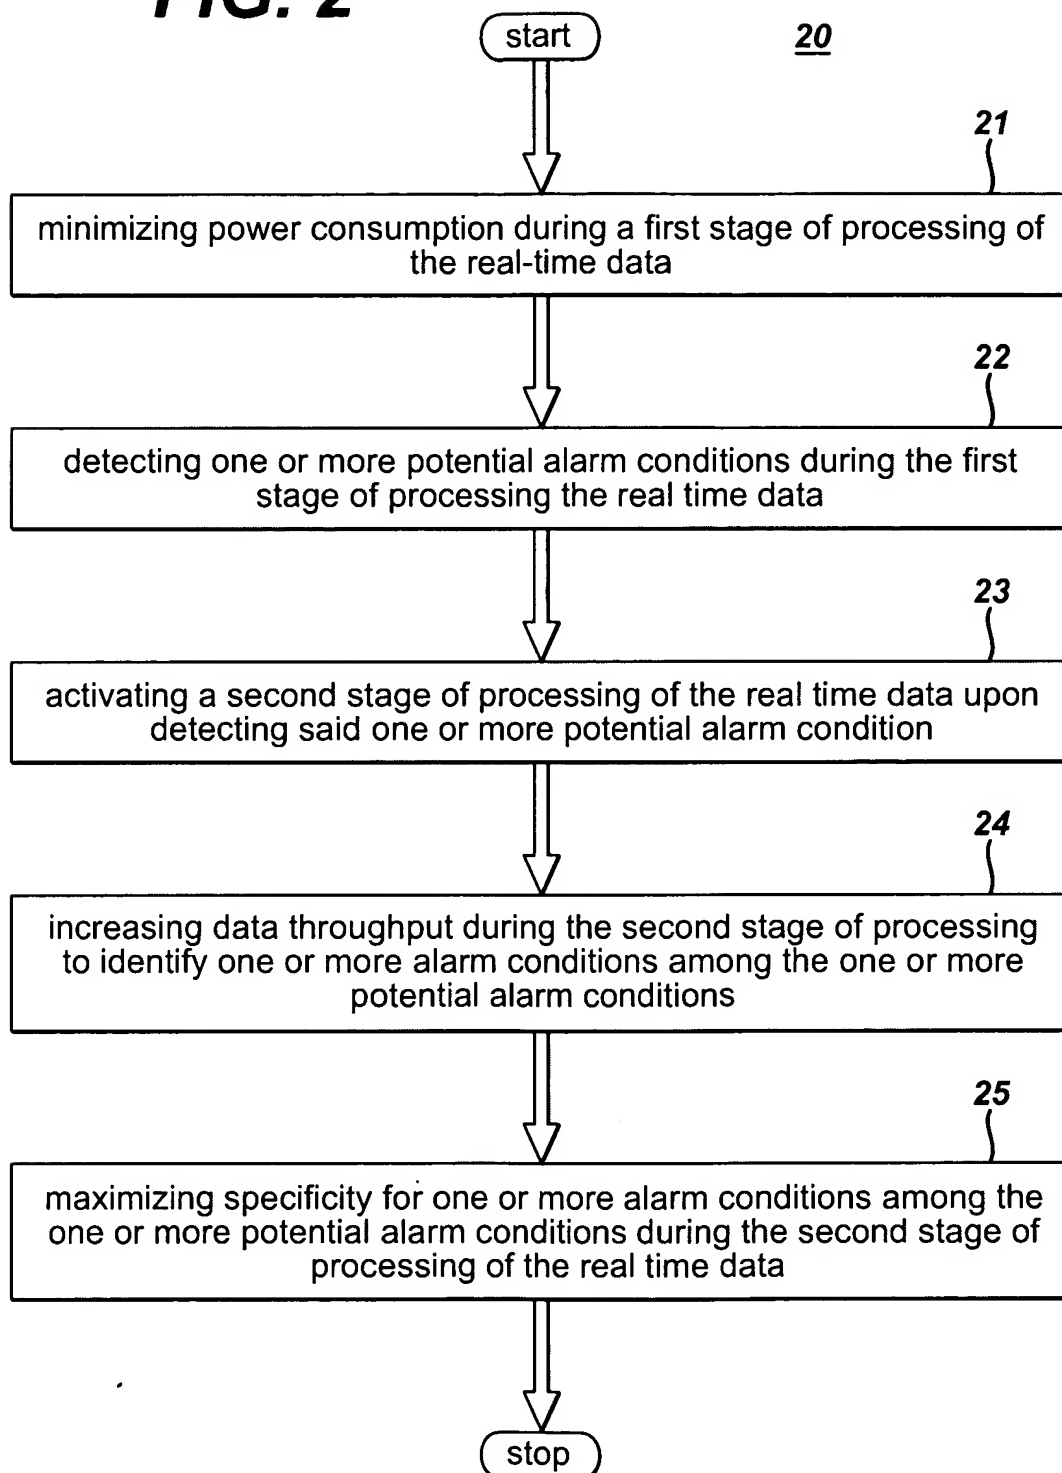 FIG. 2
start
20
21
minimizing power consumption during a first stage of processing of
the real-time data
22
detecting one or more potential alarm conditions during the first
stage of processing the real time data
23
activating a second stage of processing of the real time data upon
detecting said one or more potential alarm condition
24
increasing data throughput during the second stage of processing
to identify one or more alarm conditions among the one or more
potential alarm conditions
25
maximizing specificity for one or more alarm conditions among the
one or more potential alarm conditions during the second stage of
processing of the real time data
stop